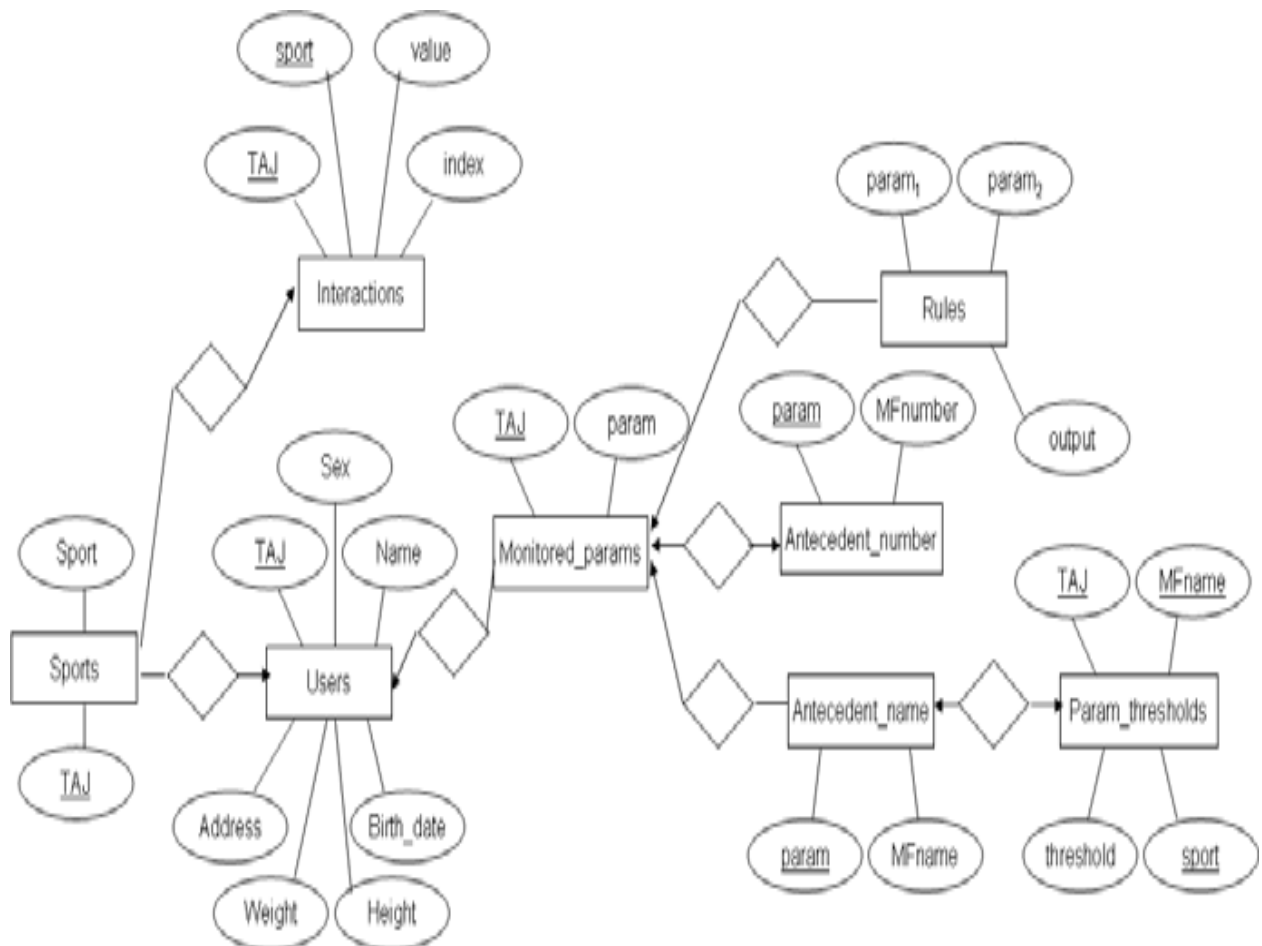 sport
value
TAJ
index
Interactions
param1
param2
Rules
output
param
MFnumber
Antecedent_number
TAJ
param
Monitored_params
Sex
TAJ
Name
Users
Address
Birth_date
Weight
Height
Sport
Sports
TAJ
TAJ
MFname
Antecedent_name
Param_thresholds
param
MFname
threshold
sport